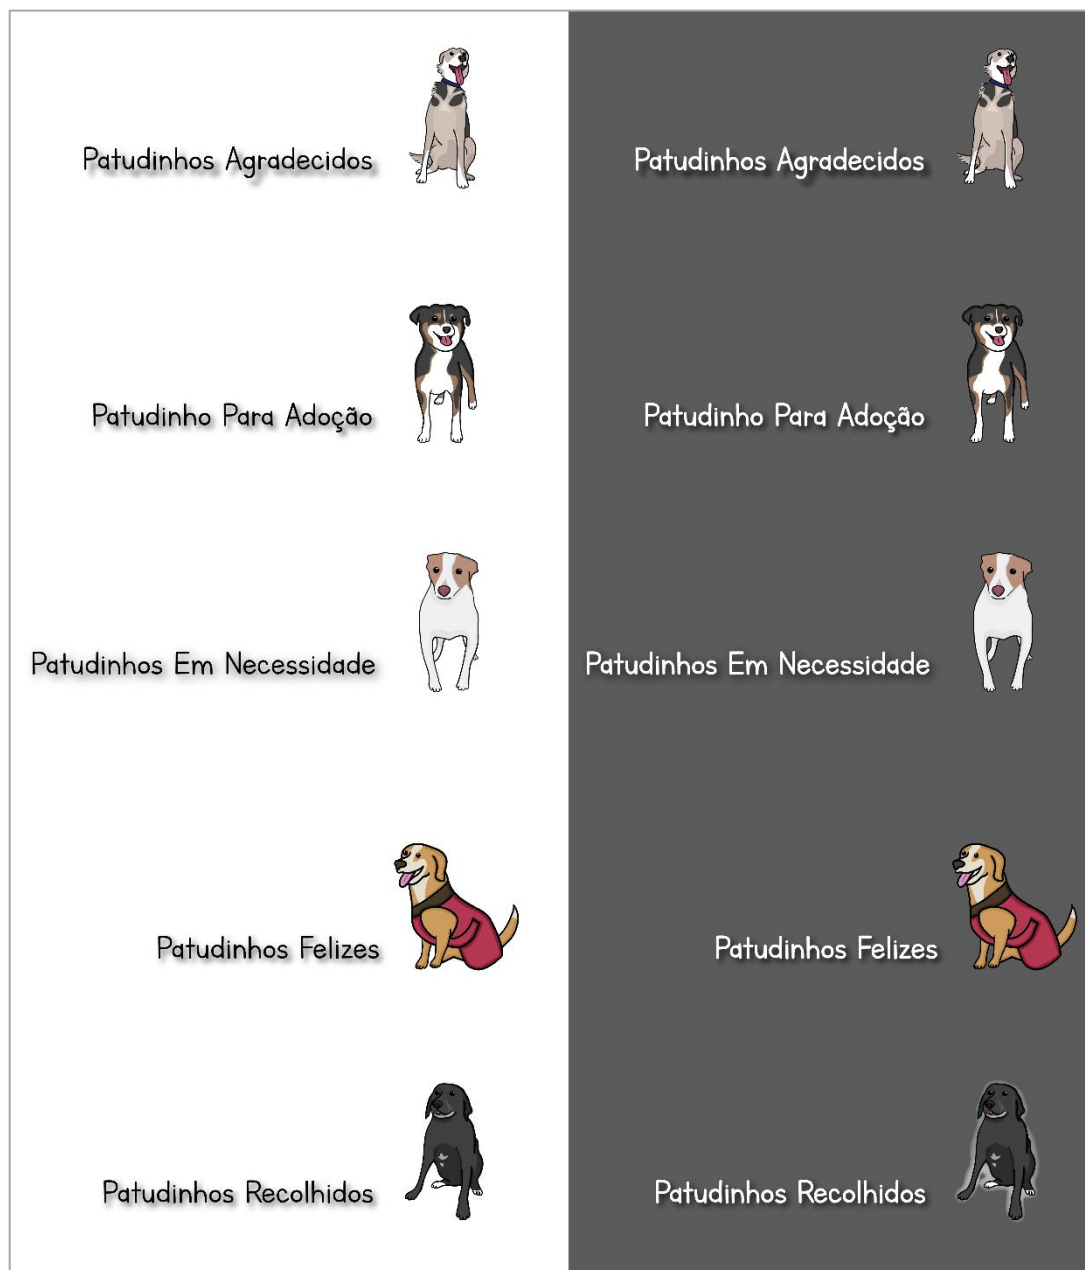 Patudinhos Agradecidos
Patudinhos Agradecidos
Patudinho Para Adoção
Patudinho Para Adoção
Patudinhos Em Necessidade
Patudinhos Em Necessidade
Patudinhos Felizes
Patudinhos Felizes
Patudinhos Recolhidos
Patudinhos Recolhidos